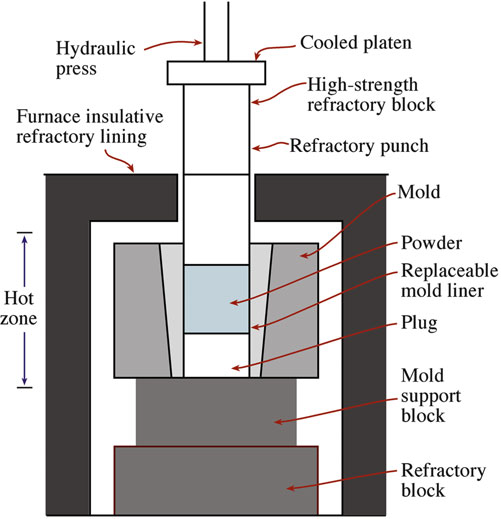 Hydraulic
press
Cooled platen
High-strength
refractory block
Furnace insulative
refractory lining
Refractory punch
Mold
Powder
Replaceable
mold liner
Hot
zone
Plug
Mold
support
block
Refractory
block